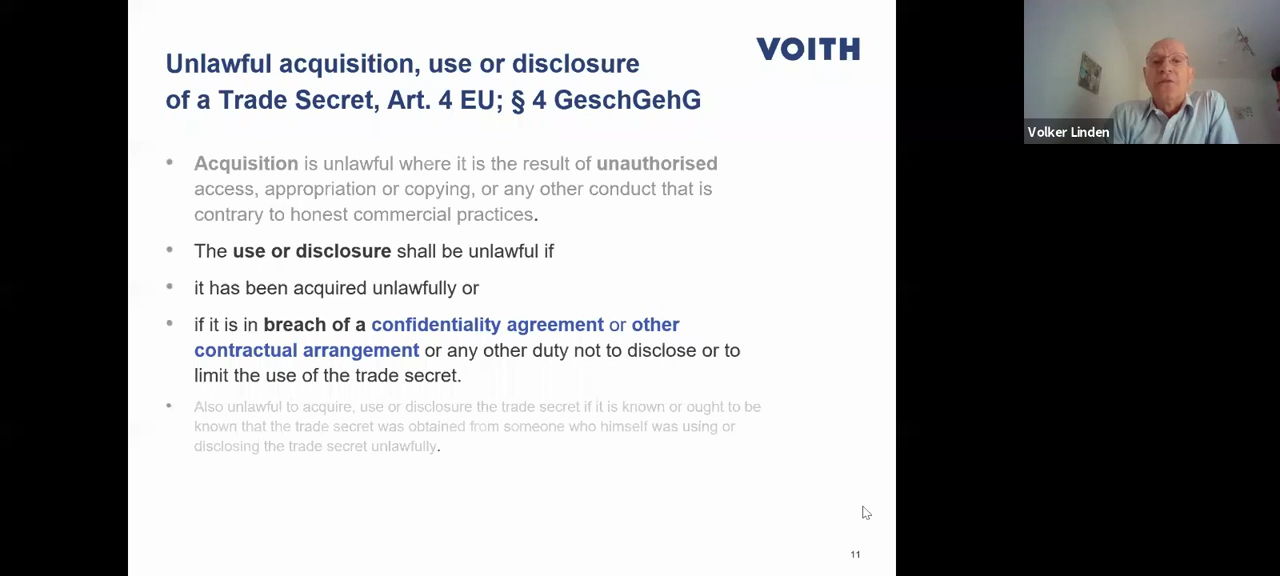 VOITH
Unlawful acquisition, use or disclosure
of a Trade Secret, Art. 4 EU; § 4 GeschGehG
• Acquisition is unlawful where it is the result of unauthorised
access, appropriation or copying, or any other conduct that is
contrary to honest commercial practices.
• The use or disclosure shall be unlawful if
• it has been acquired unlawfully or
• if it is in breach of a confidentiality agreement or other
contractual arrangement or any other duty not to disclose or to
limit the use of the trade secret.
• Also unlawful to acquire, use or disclosure the trade secret if it is known or ought to be
known that the trade secret was obtained from someone who himself was using or
disclosing the trade secret unlawfully.
11
Volker Linden